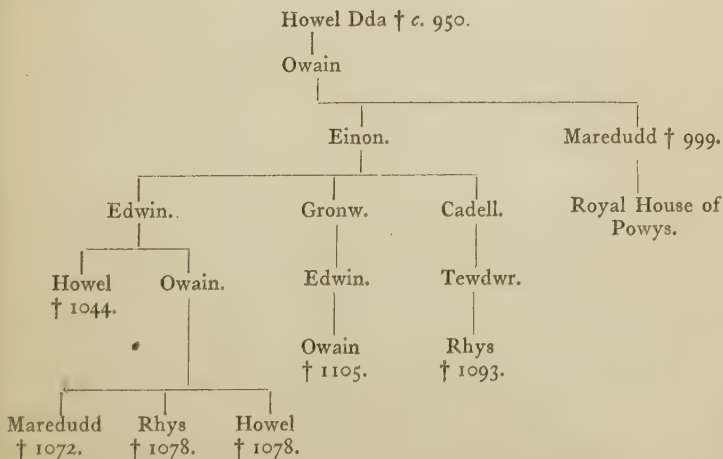 Howel Dda † c. 950.
Owain
Einon. Maredudd † 999.
Edwin. Gronw. Cadell. Royal House of
Powys.
Howel Owain. Edwin. Tewdwr.
† 1044.
Owain Rhys
† 1105. † 1093.
Maredudd Rhys Howel
† 1072. † 1078. † 1078.